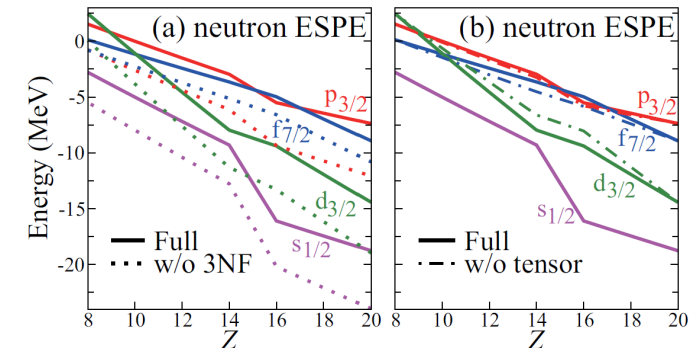 (a) neutron ESPE
(b) neutron ESPE
Energy (MeV)
0
-5
-10
-15
-20
p3/2
f7/2
d3/2
s1/2
Full
w/o 3NF
8 10 12 14 16 18 20
Z
p3/2
f7/2
d3/2
s1/2
Full
w/o tensor
8 10 12 14 16 18 20
Z